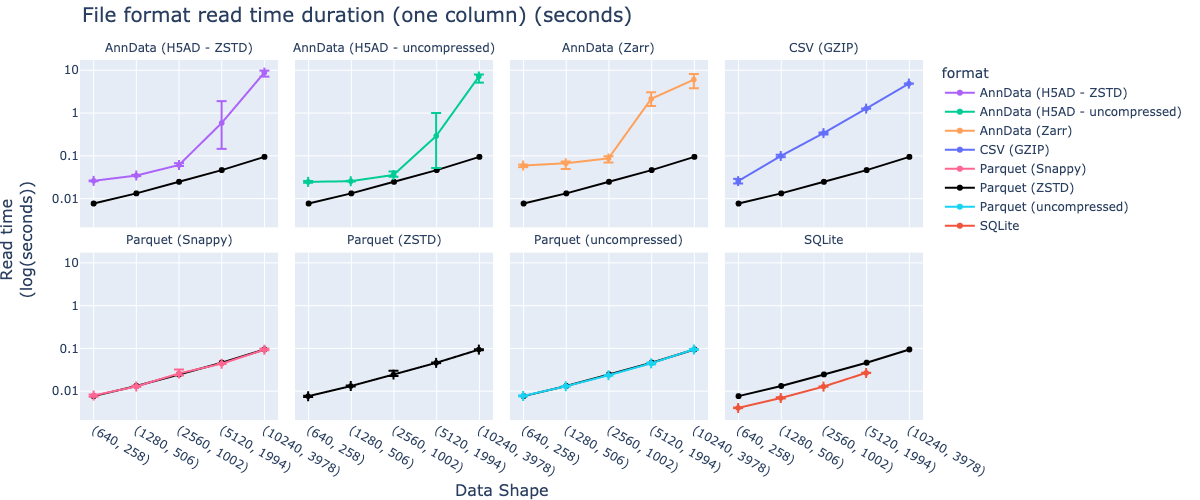 File format read time duration (one column) (seconds)
AnnData (H5AD - ZSTD)
AnnData (H5AD - uncompressed)
AnnData (Zarr)
CSV (GZIP)
10
1
0.1
0.01
Parquet (Snappy)
Parquet (ZSTD)
Parquet (uncompressed)
SQLite
10
1
0.1
0.01
Read time
(log(seconds))
(640, 258)
(1280, 506)
(2560, 1002)
(5120, 1994)
(10240, 3978)
(640, 258)
(1280, 506)
(2560, 1002)
(5120, 1994)
(10240, 3978)
(640, 258)
(1280, 506)
(2560, 1002)
(5120, 1994)
(10240, 3978)
(640, 258)
(1280, 506)
(2560, 1002)
(5120, 1994)
(10240, 3978)
Data Shape
format
AnnData (H5AD - ZSTD)
AnnData (H5AD - uncompressed)
AnnData (Zarr)
CSV (GZIP)
Parquet (Snappy)
Parquet (ZSTD)
Parquet (uncompressed)
SQLite